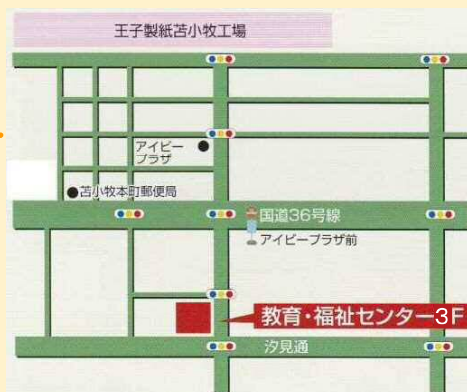 王子製紙苫小牧工場
アイビー
プラザ
苫小牧本町郵便局
国道36号線
アイビープラザ前
教育・福祉センター3F
汐見通